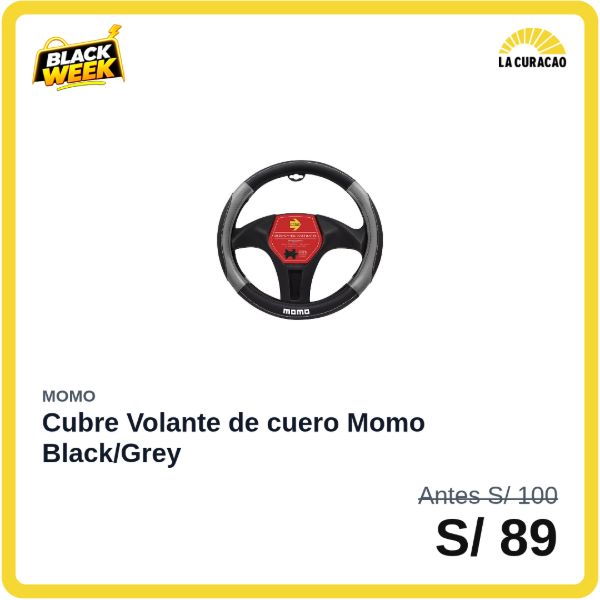 BLACK
WEEK
LA CURACAO
momo
MOMO
Cubre Volante de cuero Momo
Black/Grey
Antes S/ 100
S/ 89